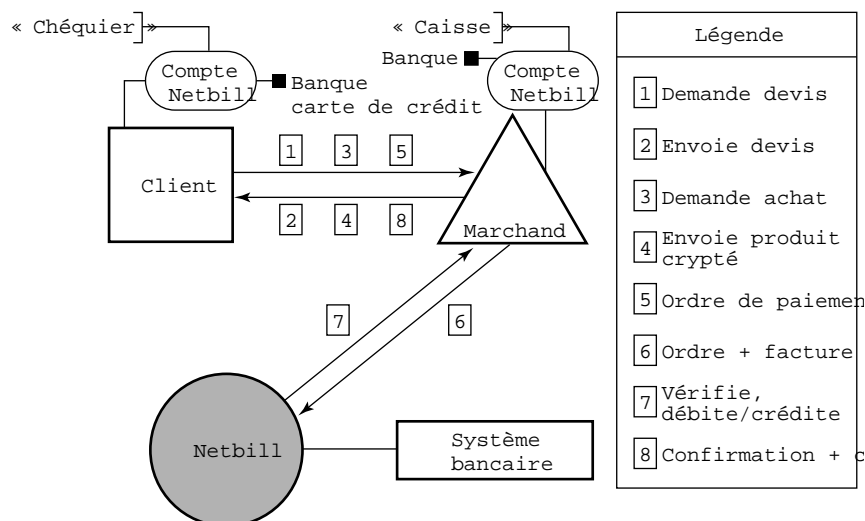 « Chéquier »
« Caisse »
Compte
Netbill
Banque
carte de crédit
Banque
Compte
Netbill
Client
1 3 5
2 4 8
Marchand
7
6
Netbill
Système
bancaire
Légende
1 Demande devis
2 Envoie devis
3 Demande achat
4 Envoie produit
crypté
5 Ordre de paiemen
6 Ordre + facture
7 Vérifie,
débite/crédite
8 Confirmation + c